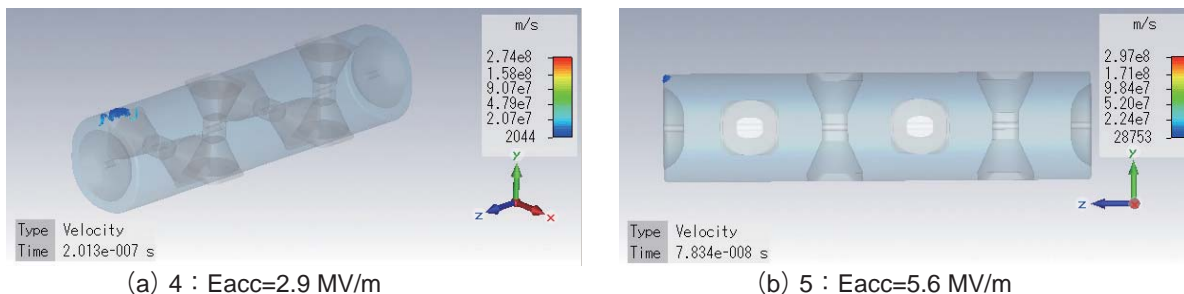 m/s
2.74e8
1.58e8
9.07e7
4.79e7
2.07e7
2044
y
z
x
Type Velocity
Time 2.013e-007 s
(a) 4：Eacc=2.9 MV/m
m/s
2.97e8
1.71e8
9.84e7
5.20e7
2.24e7
28753
y
z
Type Velocity
Time 7.834e-008 s
(b) 5：Eacc=5.6 MV/m